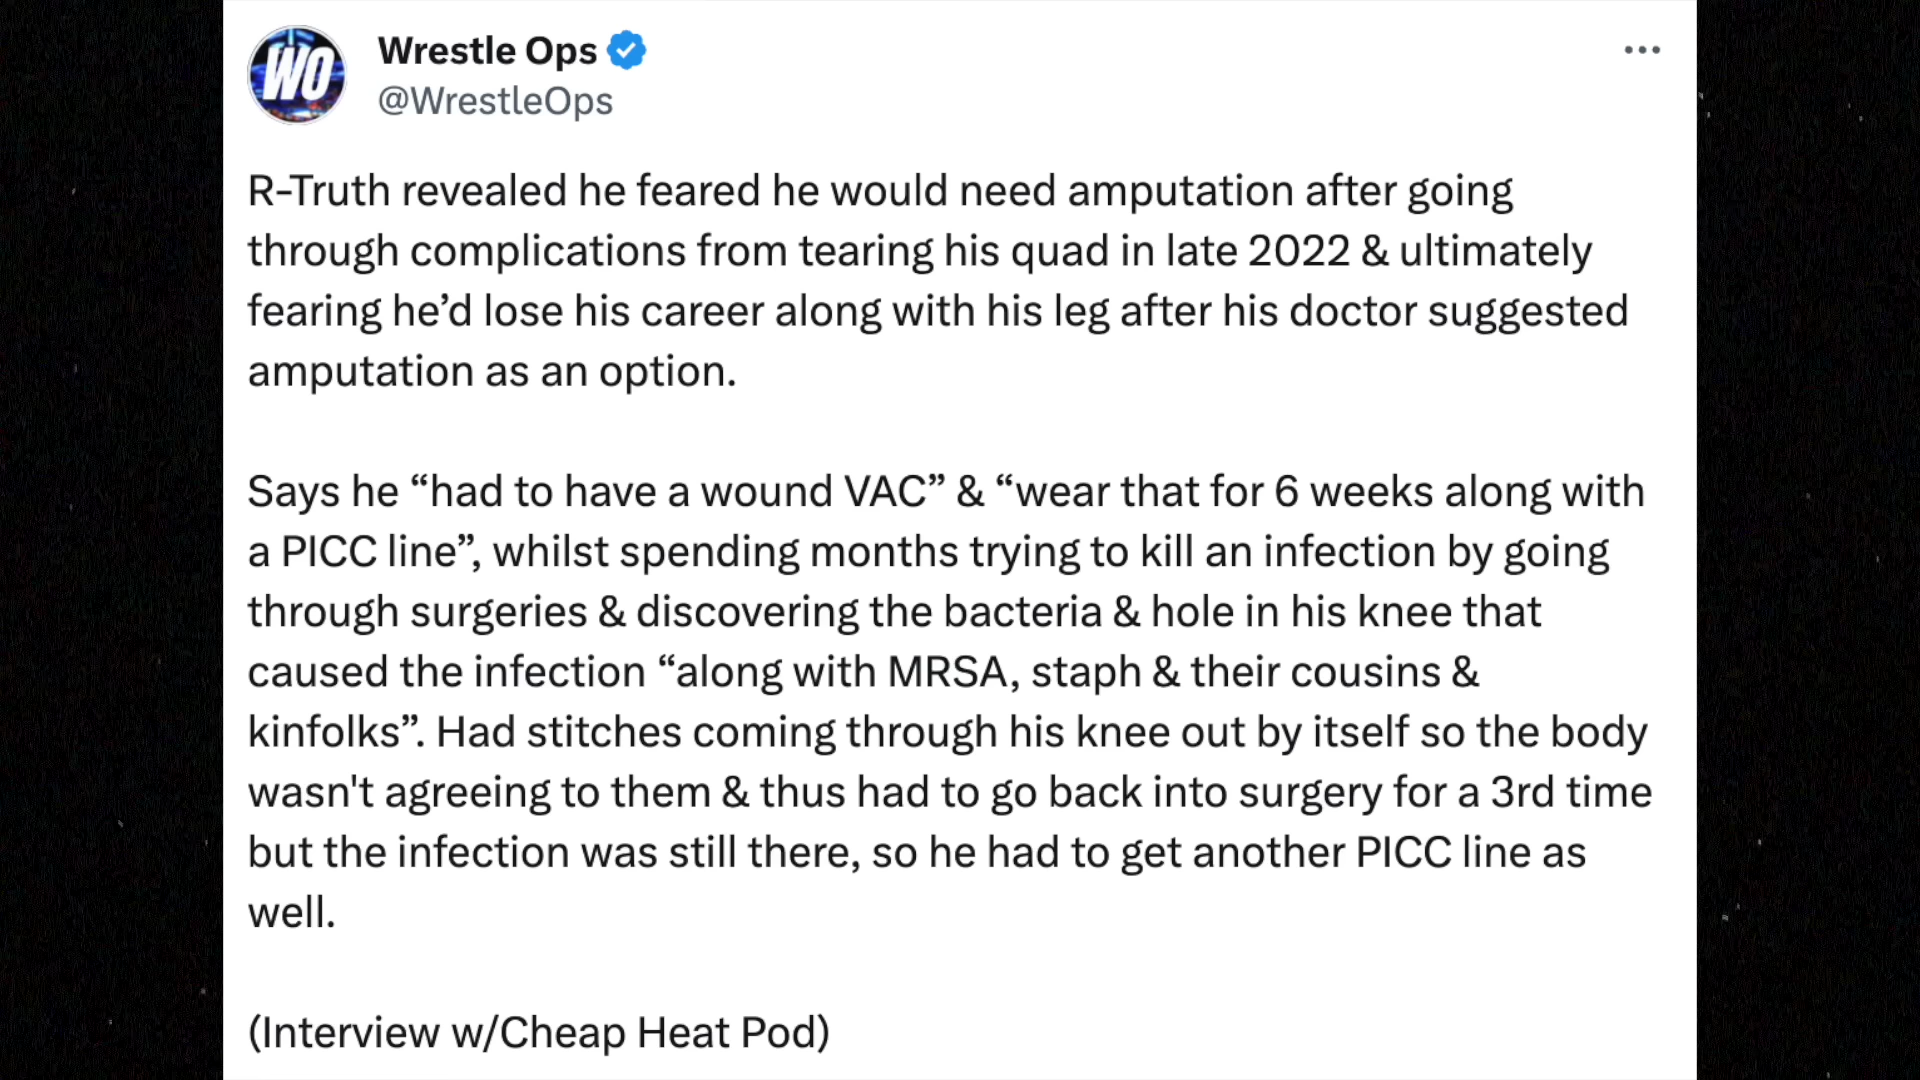 WO
Wrestle Ops
@WrestleOps
R-Truth revealed he feared he would need amputation after going
through complications from tearing his quad in late 2022 & ultimately
fearing he’d lose his career along with his leg after his doctor suggested
amputation as an option.
Says he “had to have a wound VAC” & “wear that for 6 weeks along with
a PICC line”, whilst spending months trying to kill an infection by going
through surgeries & discovering the bacteria & hole in his knee that
caused the infection “along with MRSA, staph & their cousins &
kinfolks”. Had stitches coming through his knee out by itself so the body
wasn't agreeing to them & thus had to go back into surgery for a 3rd time
but the infection was still there, so he had to get another PICC line as
well.
(Interview w/Cheap Heat Pod)